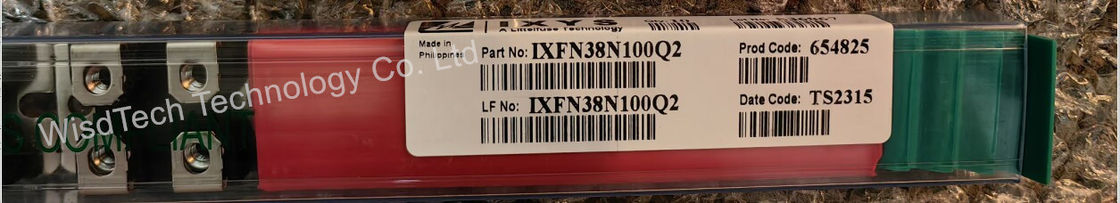 IXYS
A Littelfuse Technology
Made in
Philippines
Part No: IXFN38N100Q2
Prod Code: 654825
LF No: IXFN38N100Q2
Date Code: TS2315
WisdTech Technology Co. Ltd